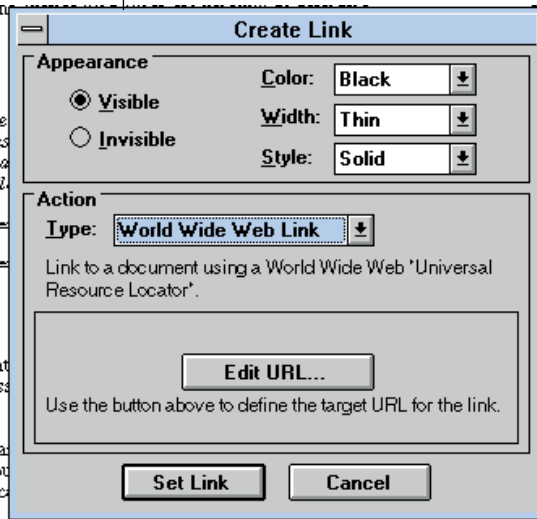 Create Link
Appearance
Visible
Invisible
Color: Black
Width: Thin
Style: Solid
Action
Type: World Wide Web Link
Link to a document using a World Wide Web "Universal
Resource Locator".
Edit URL...
Use the button above to define the target URL for the link.
Set Link Cancel